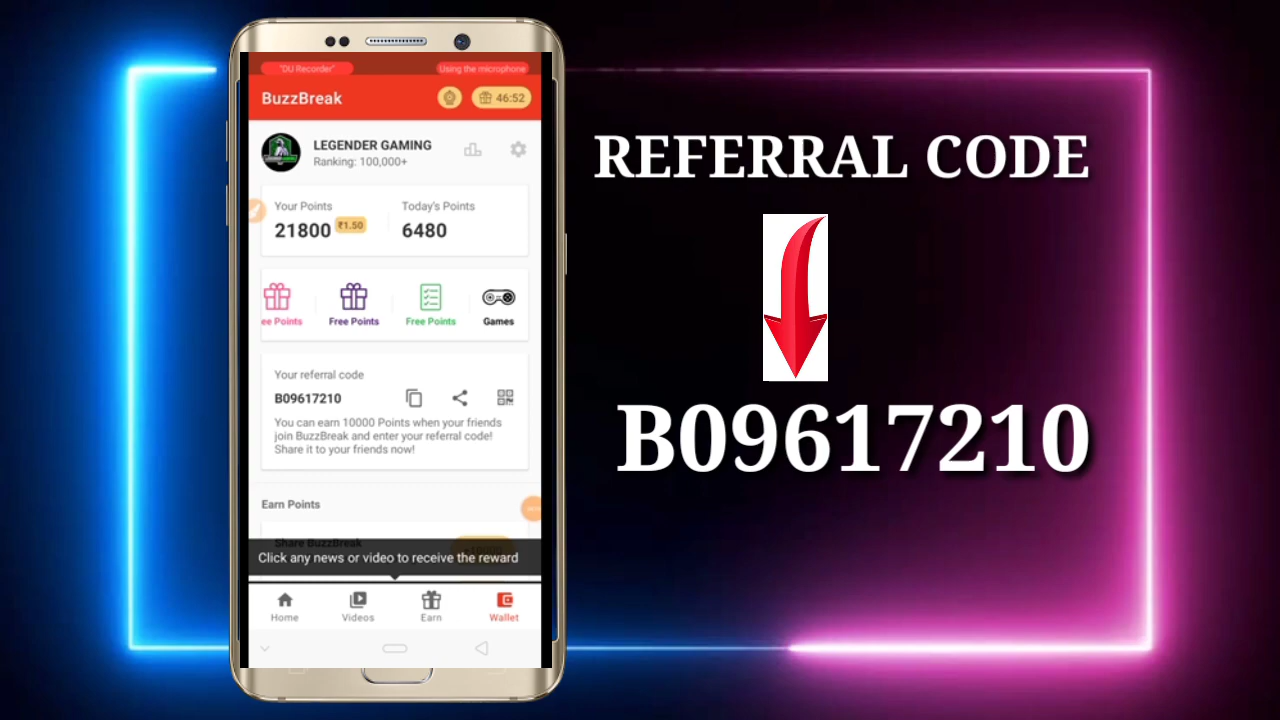 "DU Recorder"
Using the microphone
BuzzBreak
46:52
LEGENDER GAMING
Ranking: 100,000+
Your Points
Today's Points
21800
₹1.50
6480
ee Points
Free Points
Free Points
Games
Your referral code
B09617210
You can earn 10000 Points when your friends
join BuzzBreak and enter your referral code!
Share it to your friends now!
Earn Points
Share BuzzBreak
Click any news or video to receive the reward
Home
Videos
Earn
Wallet
REFERRAL CODE
B09617210